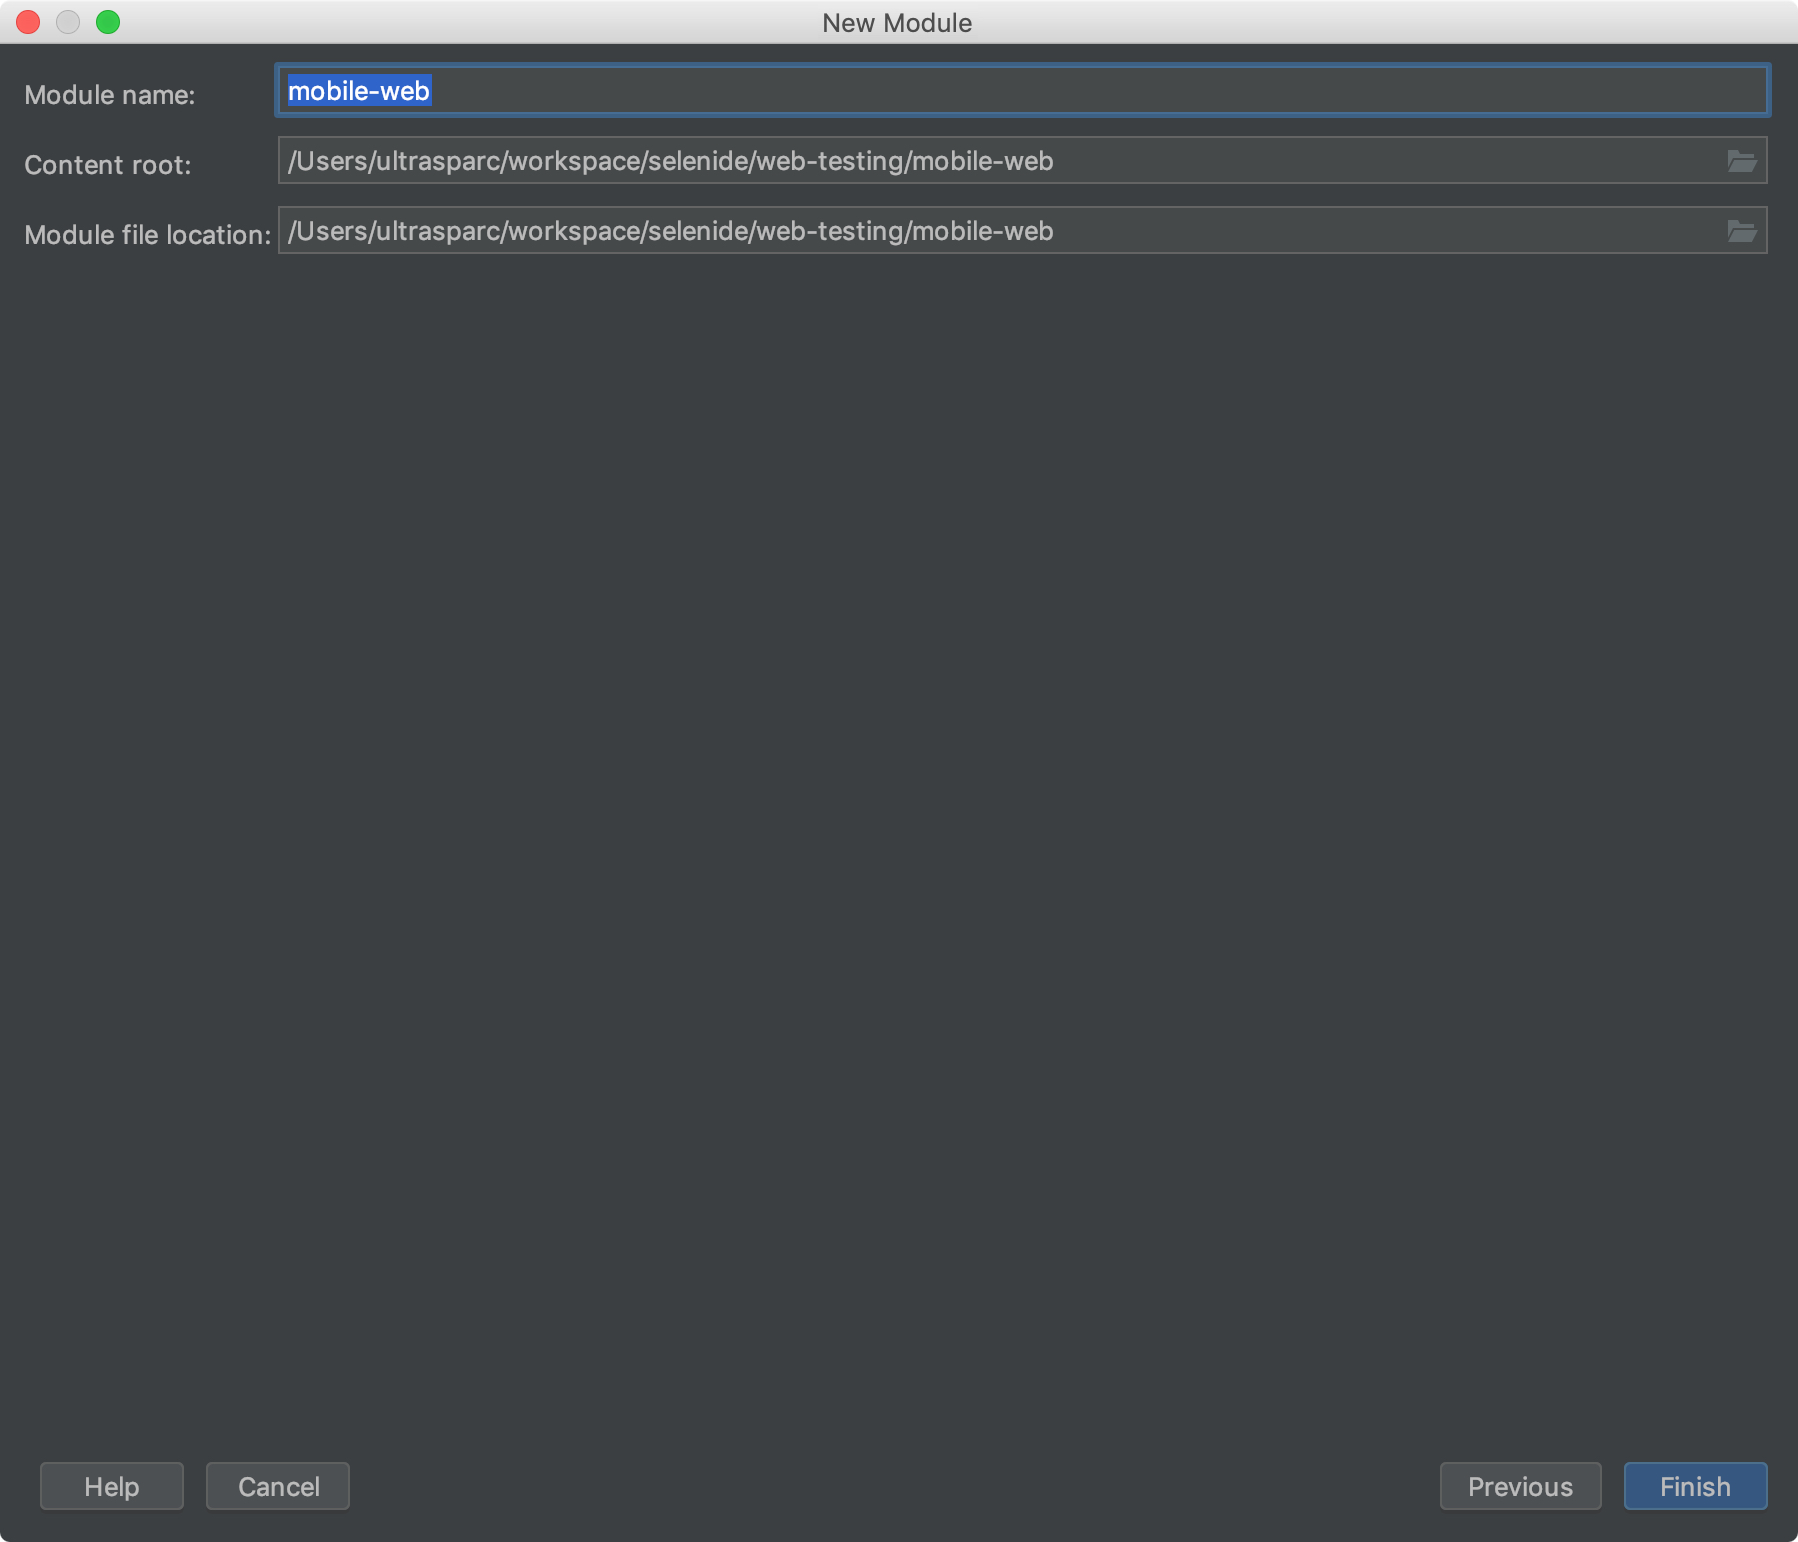 New Module
Module name: mobile-web
Content root: /Users/ultrasparc/workspace/selenide/web-testing/mobile-web
Module file location: /Users/ultrasparc/workspace/selenide/web-testing/mobile-web
Help Cancel Previous Finish